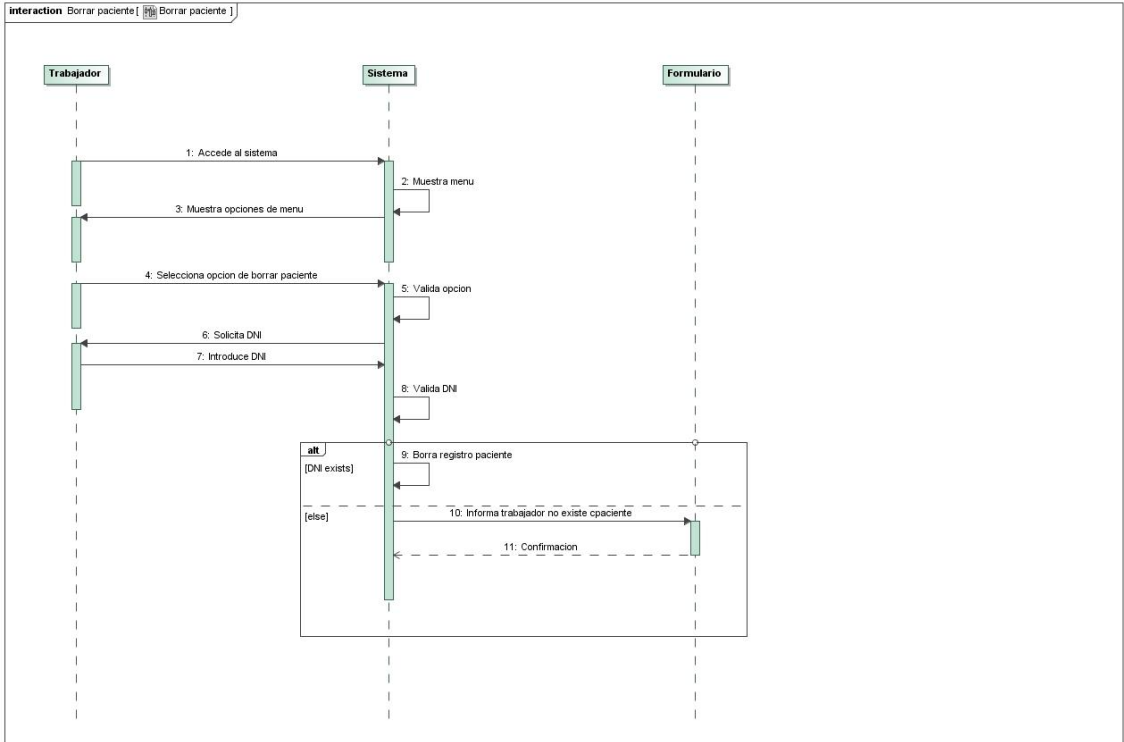 interaction Borrar paciente [ Borrar paciente ]
Trabajador
Sistema
Formulario
1: Accede al sistema
2: Muestra menu
3: Muestra opciones de menu
4: Selecciona opcion de borrar paciente
5: Valida opcion
6: Solicita DNI
7: Introduce DNI
8: Valida DNI
alt
9: Borra registro paciente
[DNI exists]
10: Informa trabajador no existe cpaciente
[else]
11: Confirmacion